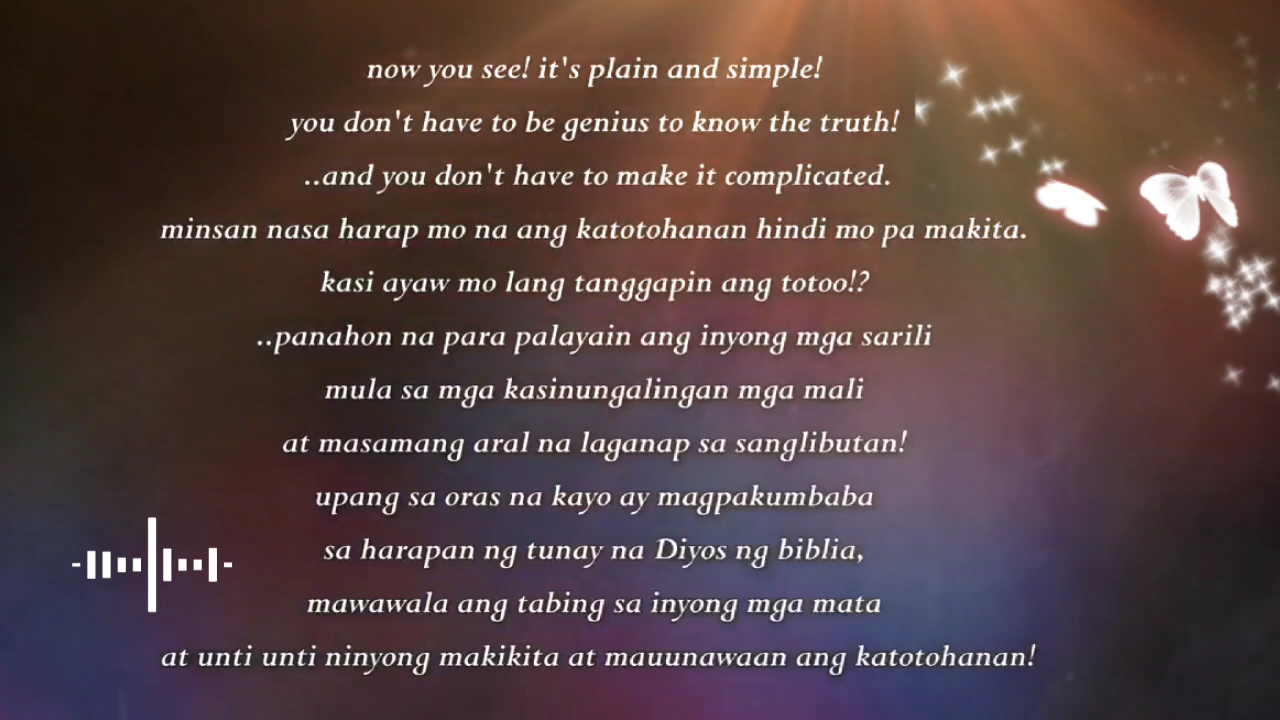 now you see! it's plain and simple!
you don't have to be genius to know the truth!
..and you don't have to make it complicated.
minsan nasa harap mo na ang katotohanan hindi mo pa makita.
kasi ayaw mo lang tanggapin ang totoo!?
..panahon na para palayain ang inyong mga sarili
mula sa mga kasinungalingan mga mali
at masamang aral na laganap sa sanglibutan!
upang sa oras na kayo ay magpakumbaba
sa harapan ng tunay na Diyos ng biblia,
mawawala ang tabing sa inyong mga mata
at unti unti ninyong makikita at mauunawaan ang katotohanan!